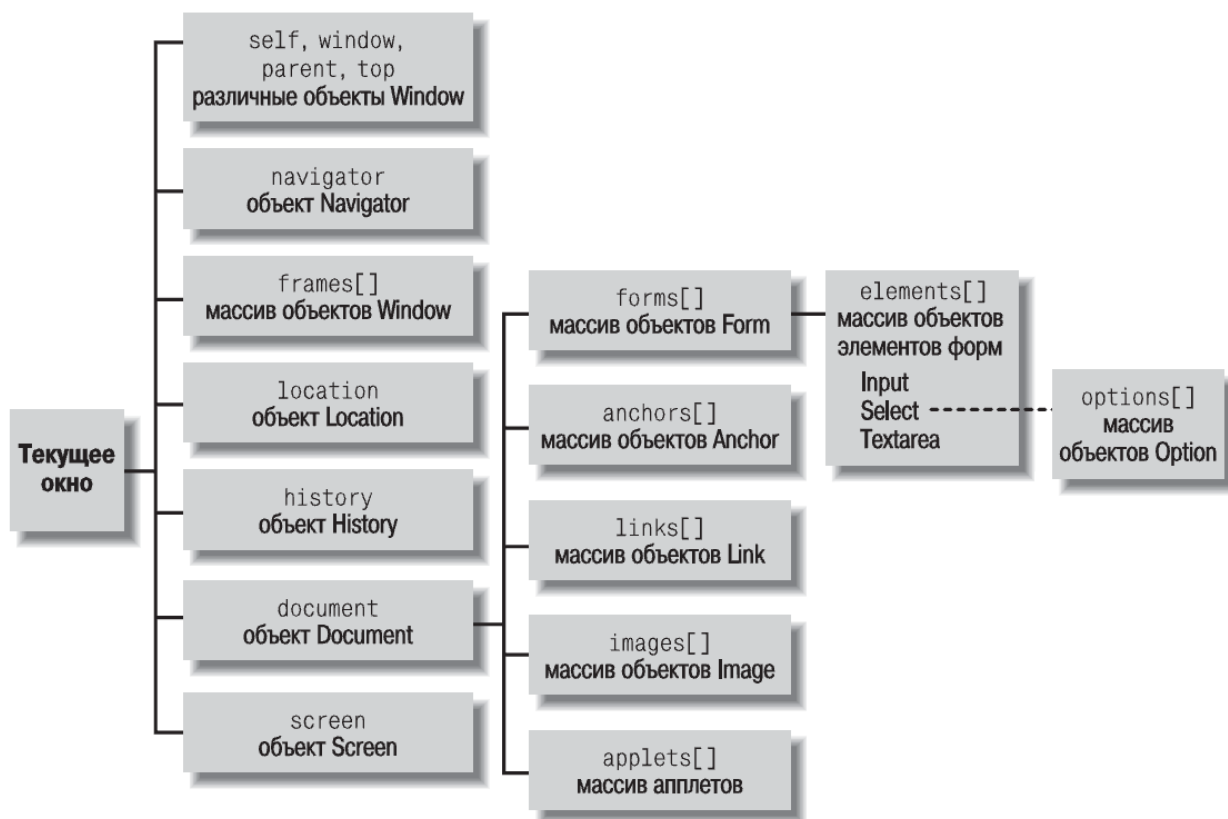 self, window,
parent, top
различные объекты Window
navigator
объект Navigator
frames[]
массив объектов Window
location
объект Location
Текущее
окно
history
объект History
document
объект Document
screen
объект Screen
forms[]
массив объектов Form
anchors[]
массив объектов Anchor
links[]
массив объектов Link
images[]
массив объектов Image
applets[]
массив апплетов
elements[]
массив объектов
элементов форм
Input
Select
Textarea
options[]
массив
объектов Option